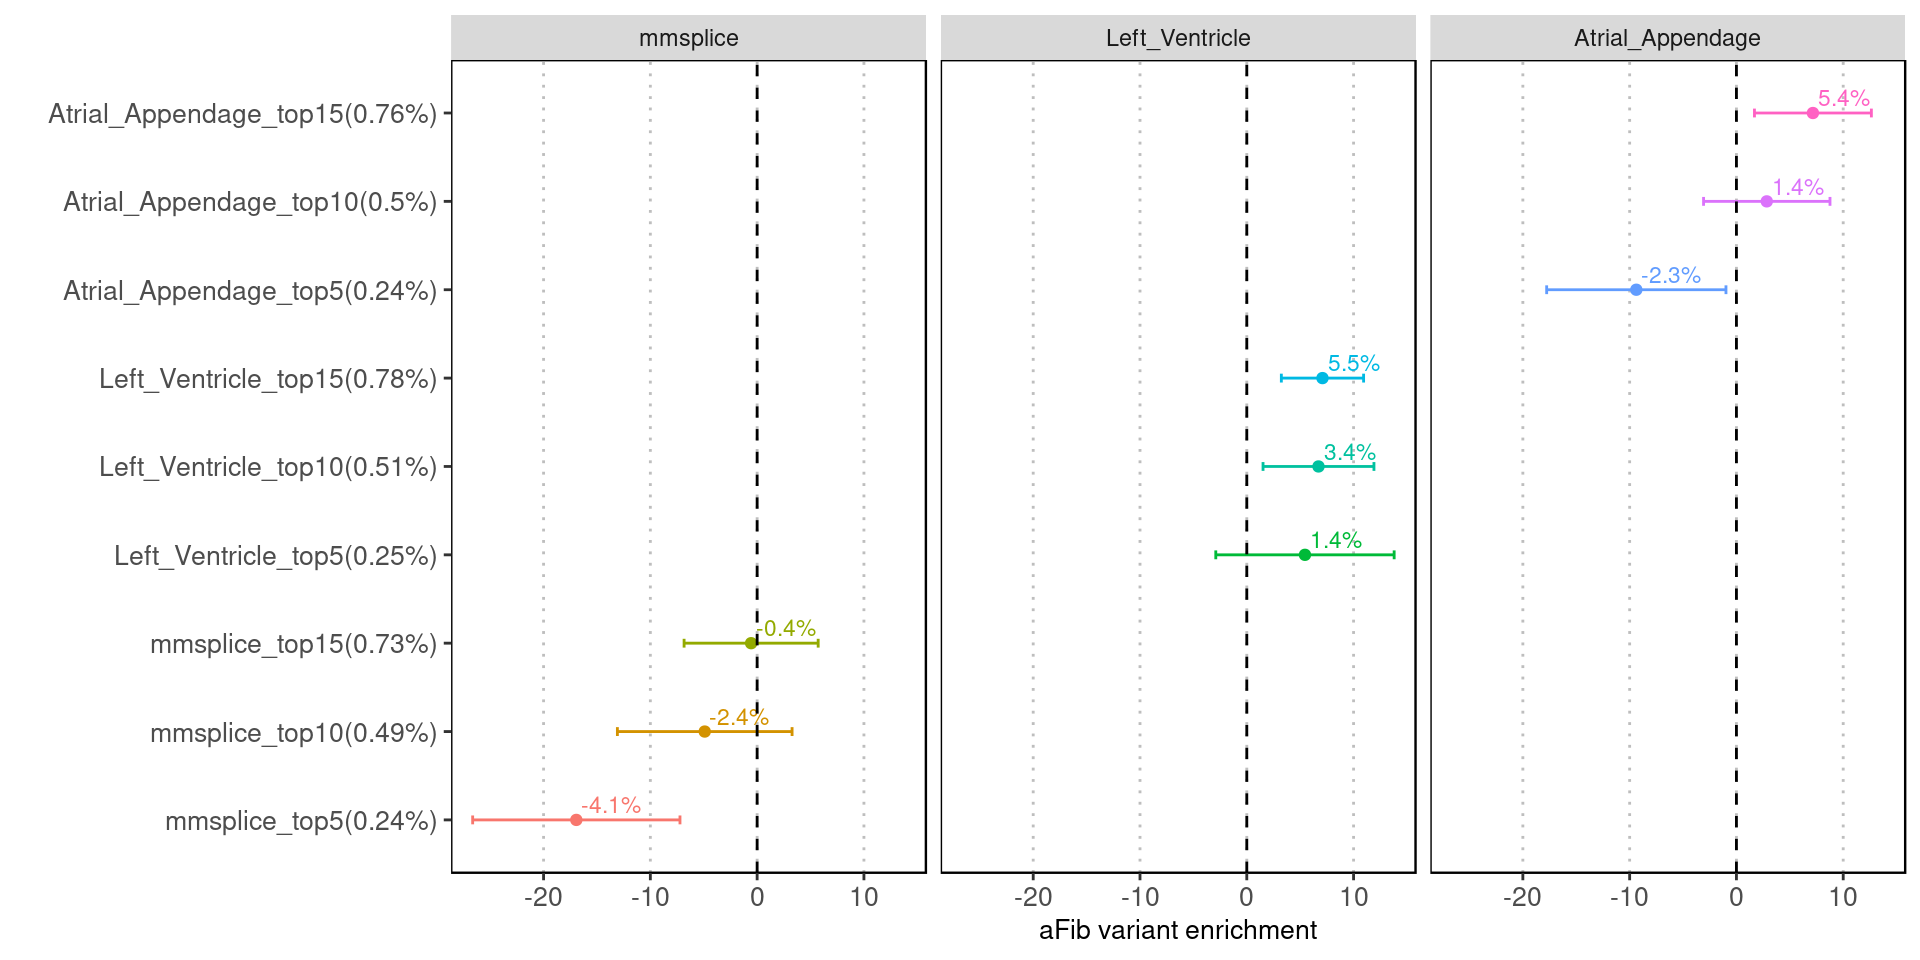 mmsplice
Left_Ventricle
Atrial_Appendage
Atrial_Appendage_top15(0.76%)
5.4%
Atrial_Appendage_top10(0.5%)
1.4%
Atrial_Appendage_top5(0.24%)
-2.3%
Left_Ventricle_top15(0.78%)
5.5%
Left_Ventricle_top10(0.51%)
3.4%
Left_Ventricle_top5(0.25%)
1.4%
mmsplice_top15(0.73%)
-0.4%
mmsplice_top10(0.49%)
-2.4%
mmsplice_top5(0.24%)
-4.1%
-20 -10 0 10
-20 -10 0 10
-20 -10 0 10
aFib variant enrichment